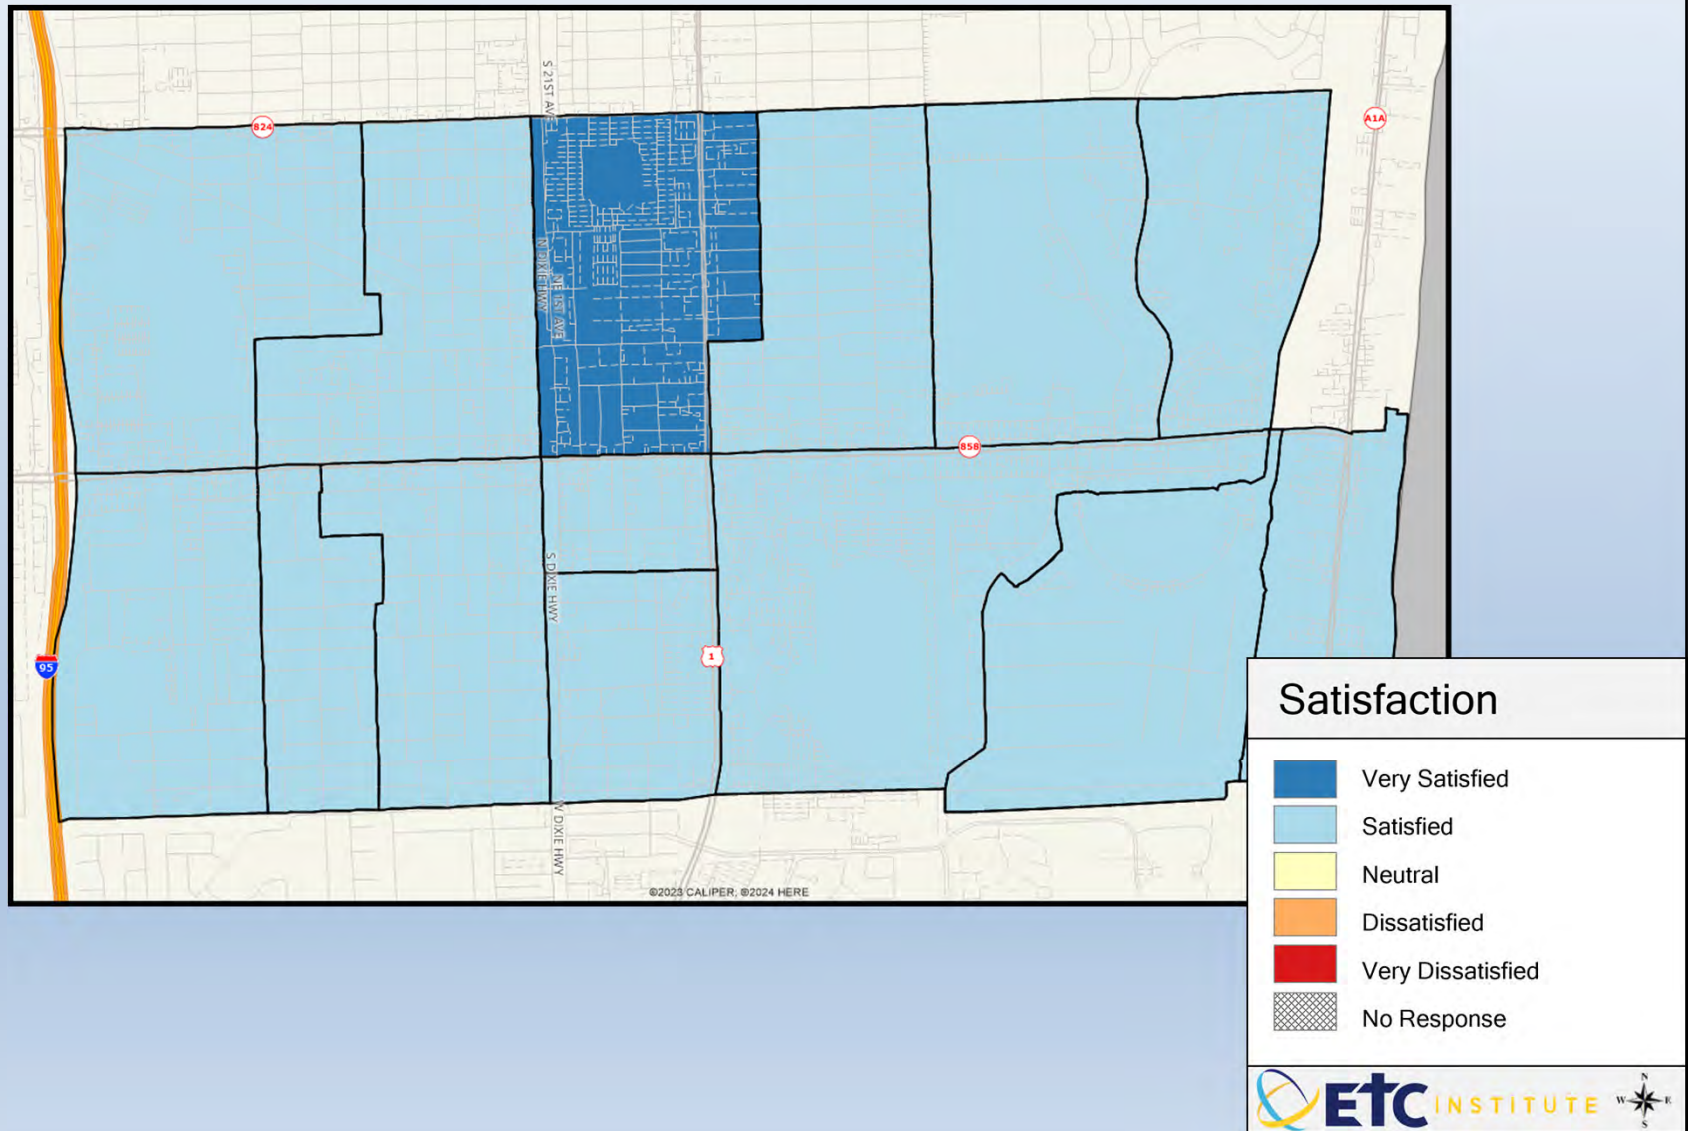 S 21ST AVE
824
A1A
N DIXIE HWY
NE 1ST AVE
858
S DIXIE HWY
1
95
W DIXIE HWY
©2023 CALIPER; ©2024 HERE
Satisfaction
Very Satisfied
Satisfied
Neutral
Dissatisfied
Very Dissatisfied
No Response
ETC INSTITUTE
N
W E
S